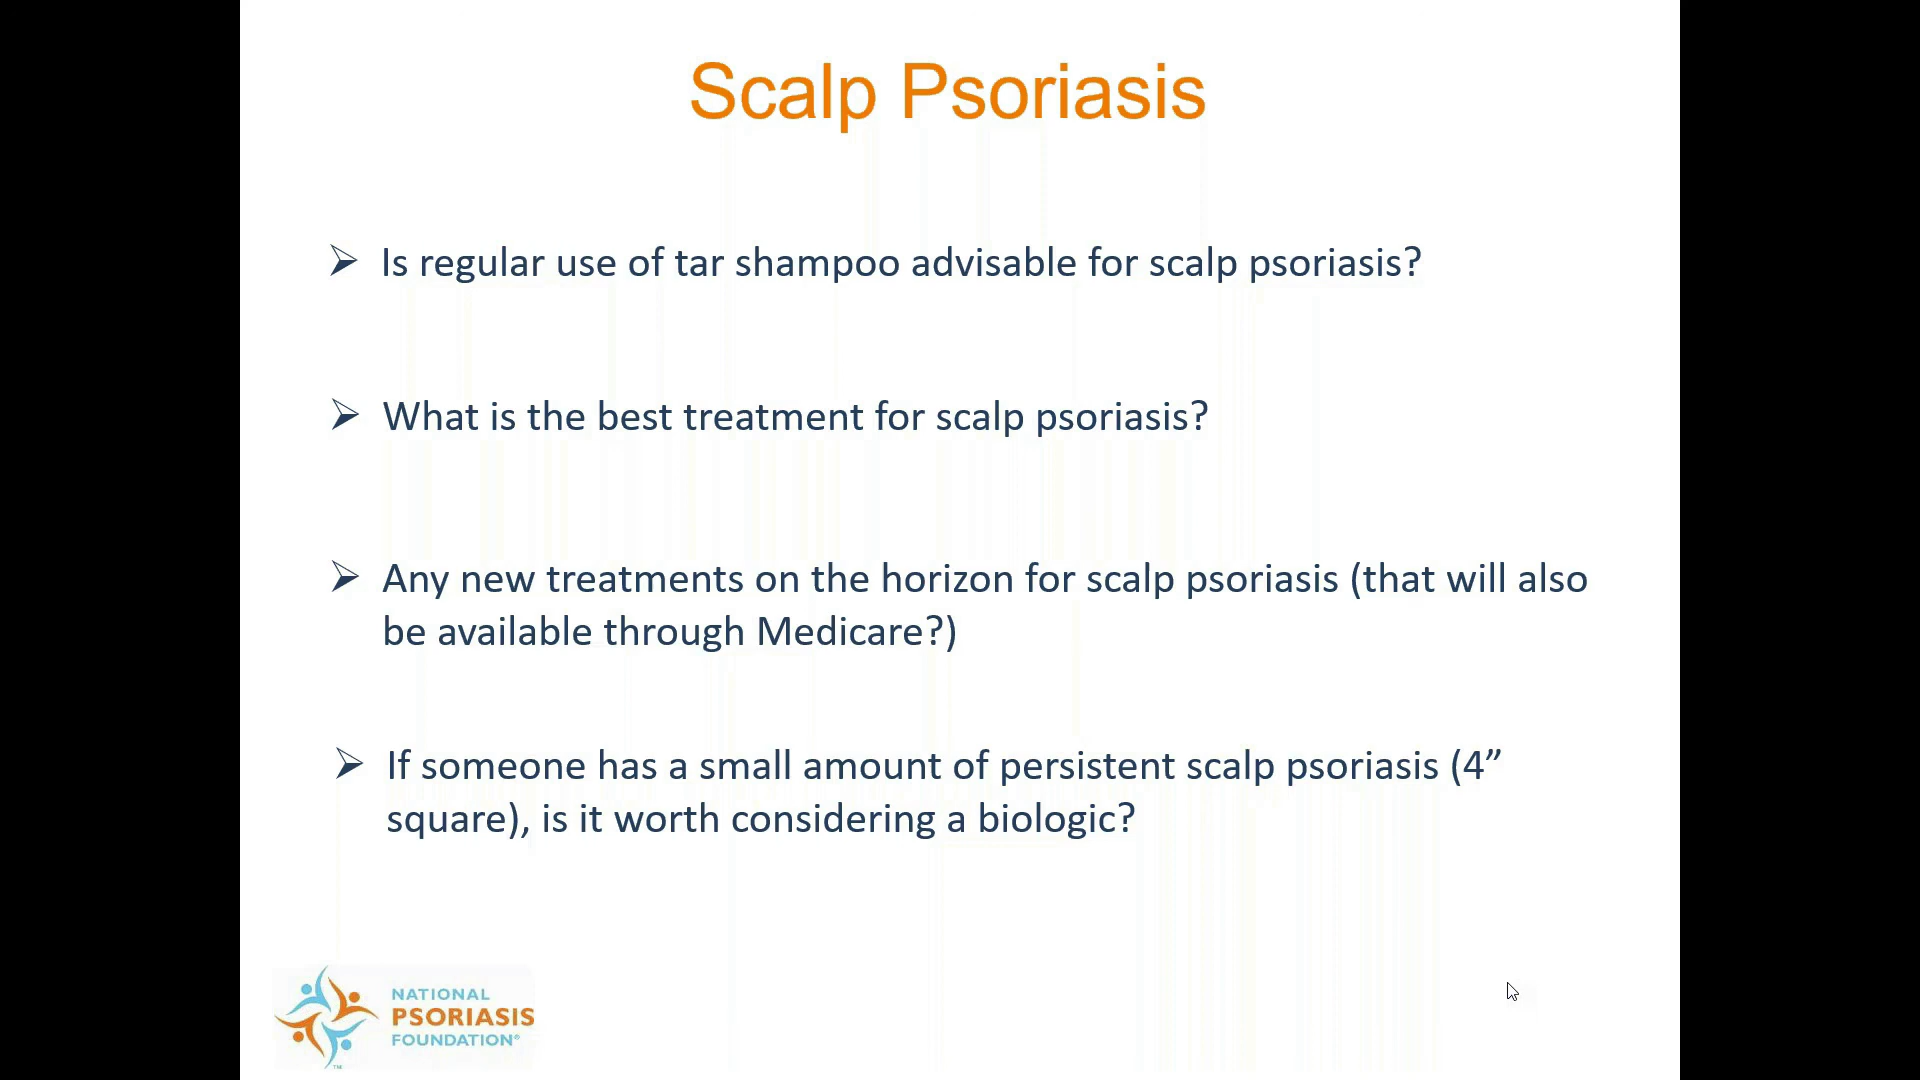 Scalp Psoriasis
➢ Is regular use of tar shampoo advisable for scalp psoriasis?
➢ What is the best treatment for scalp psoriasis?
➢ Any new treatments on the horizon for scalp psoriasis (that will also
be available through Medicare?)
➢ If someone has a small amount of persistent scalp psoriasis (4”
square), is it worth considering a biologic?
NATIONAL
PSORIASIS
FOUNDATION®
™